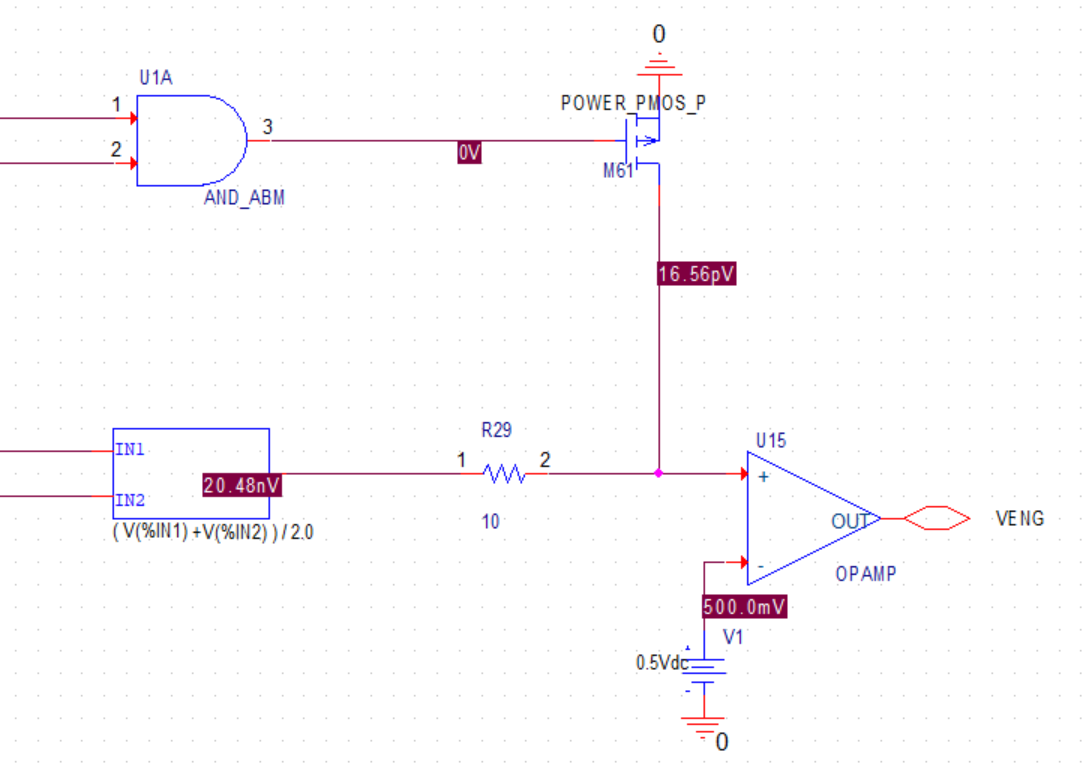 0
U1A
POWER_PMOS_P
1
3
2
0V
M61
AND_ABM
16.56pV
R29
U15
IN1
1
2
+
20.48nV
IN2
(V(%IN1)+V(%IN2))/2.0
10
OUT
VENG
-
OPAMP
500.0mV
V1
0.5Vdc
-
0